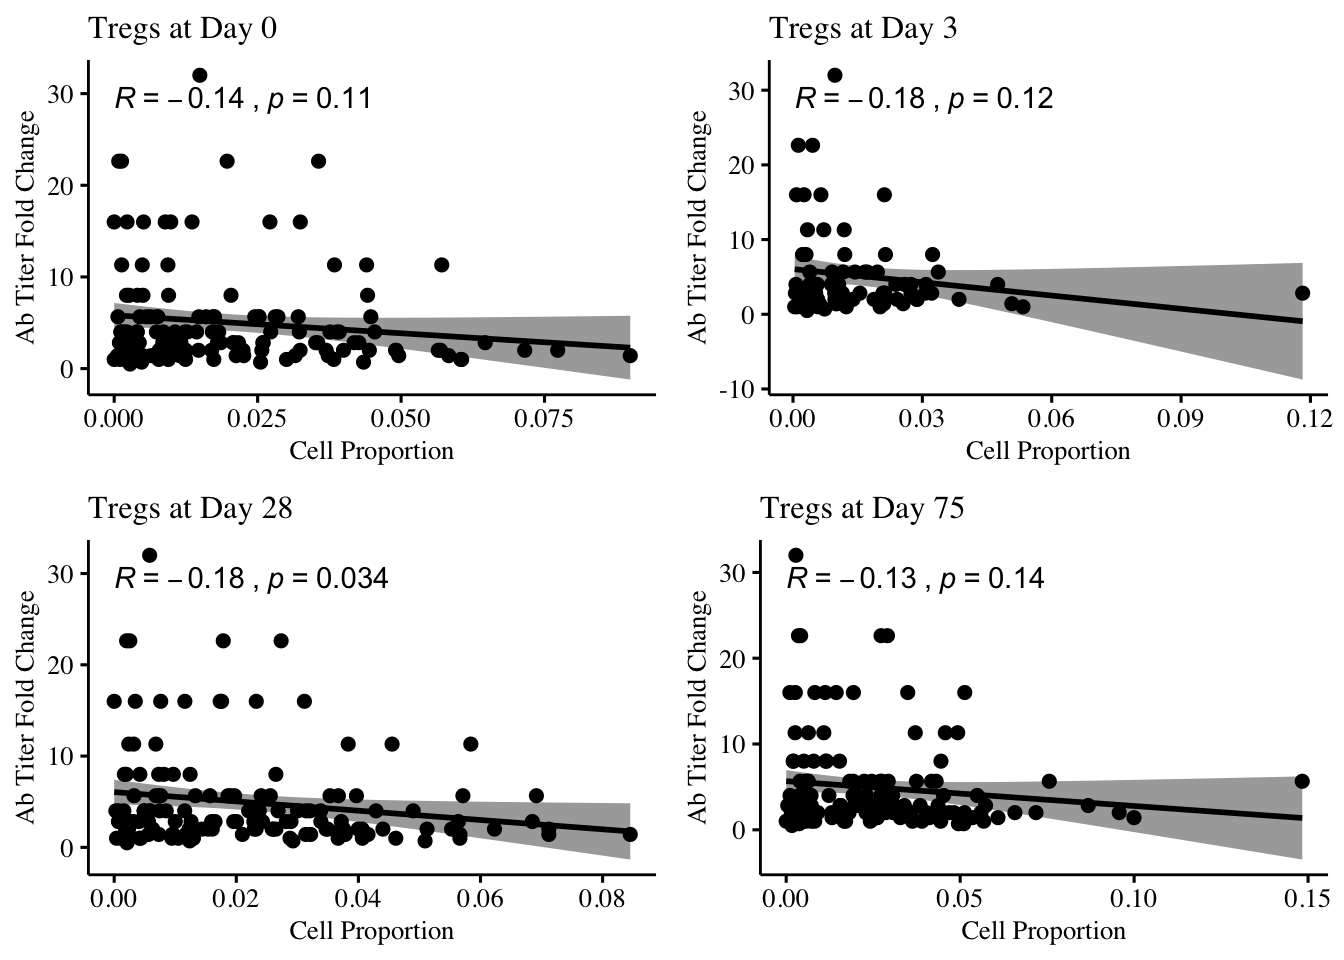 Tregs at Day 0
R = −0.14 , p = 0.11
Ab Titer Fold Change
30
20
10
0
0.000 0.025 0.050 0.075
Cell Proportion
Tregs at Day 3
R = −0.18 , p = 0.12
Ab Titer Fold Change
30
20
10
0
-10
0.00 0.03 0.06 0.09 0.12
Cell Proportion
Tregs at Day 28
R = −0.18 , p = 0.034
Ab Titer Fold Change
30
20
10
0
0.00 0.02 0.04 0.06 0.08
Cell Proportion
Tregs at Day 75
R = −0.13 , p = 0.14
Ab Titer Fold Change
30
20
10
0
0.00 0.05 0.10 0.15
Cell Proportion